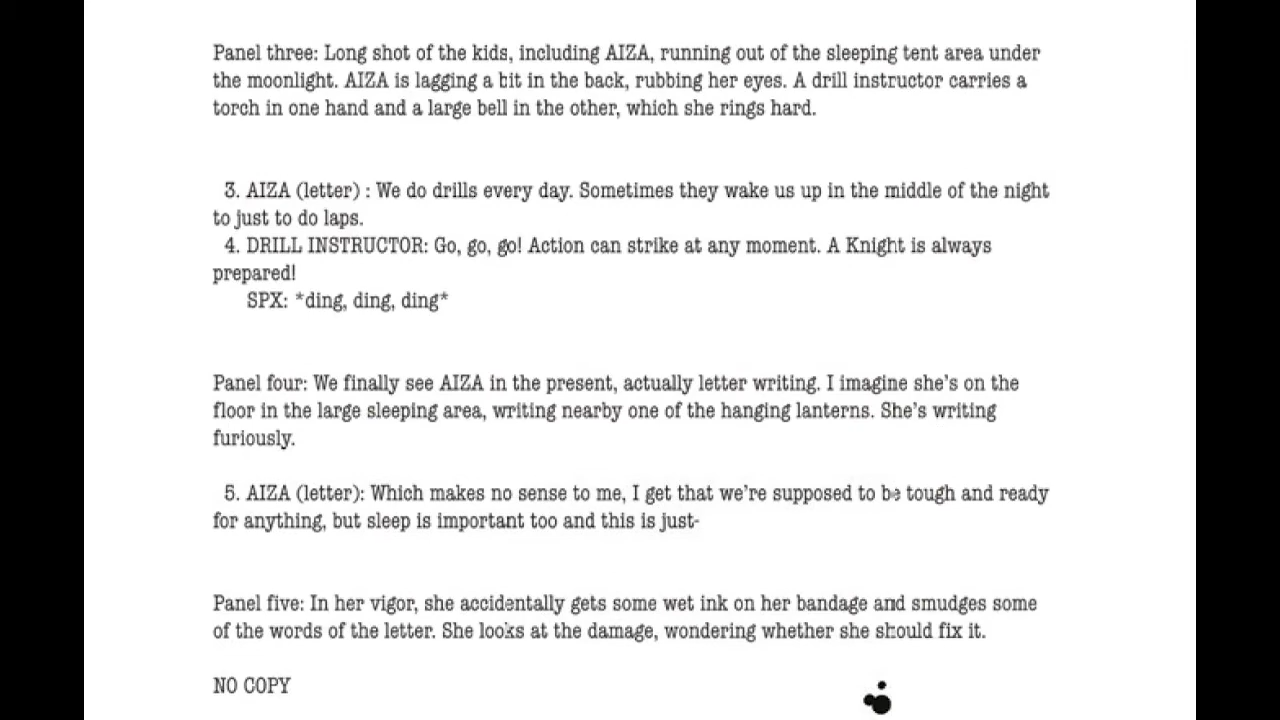 Panel three: Long shot of the kids, including AIZA, running out of the sleeping tent area under
the moonlight. AIZA is lagging a bit in the back, rubbing her eyes. A drill instructor carries a
torch in one hand and a large bell in the other, which she rings hard.
3. AIZA (letter) : We do drills every day. Sometimes they wake us up in the middle of the night
to just to do laps.
4. DRILL INSTRUCTOR: Go, go, go! Action can strike at any moment. A Knight is always
prepared!
SPX: *ding, ding, ding*
Panel four: We finally see AIZA in the present, actually letter writing. I imagine she's on the
floor in the large sleeping area, writing nearby one of the hanging lanterns. She's writing
furiously.
5. AIZA (letter): Which makes no sense to me, I get that we're supposed to be tough and ready
for anything, but sleep is important too and this is just-
Panel five: In her vigor, she accidentally gets some wet ink on her bandage and smudges some
of the words of the letter. She looks at the damage, wondering whether she should fix it.
NO COPY